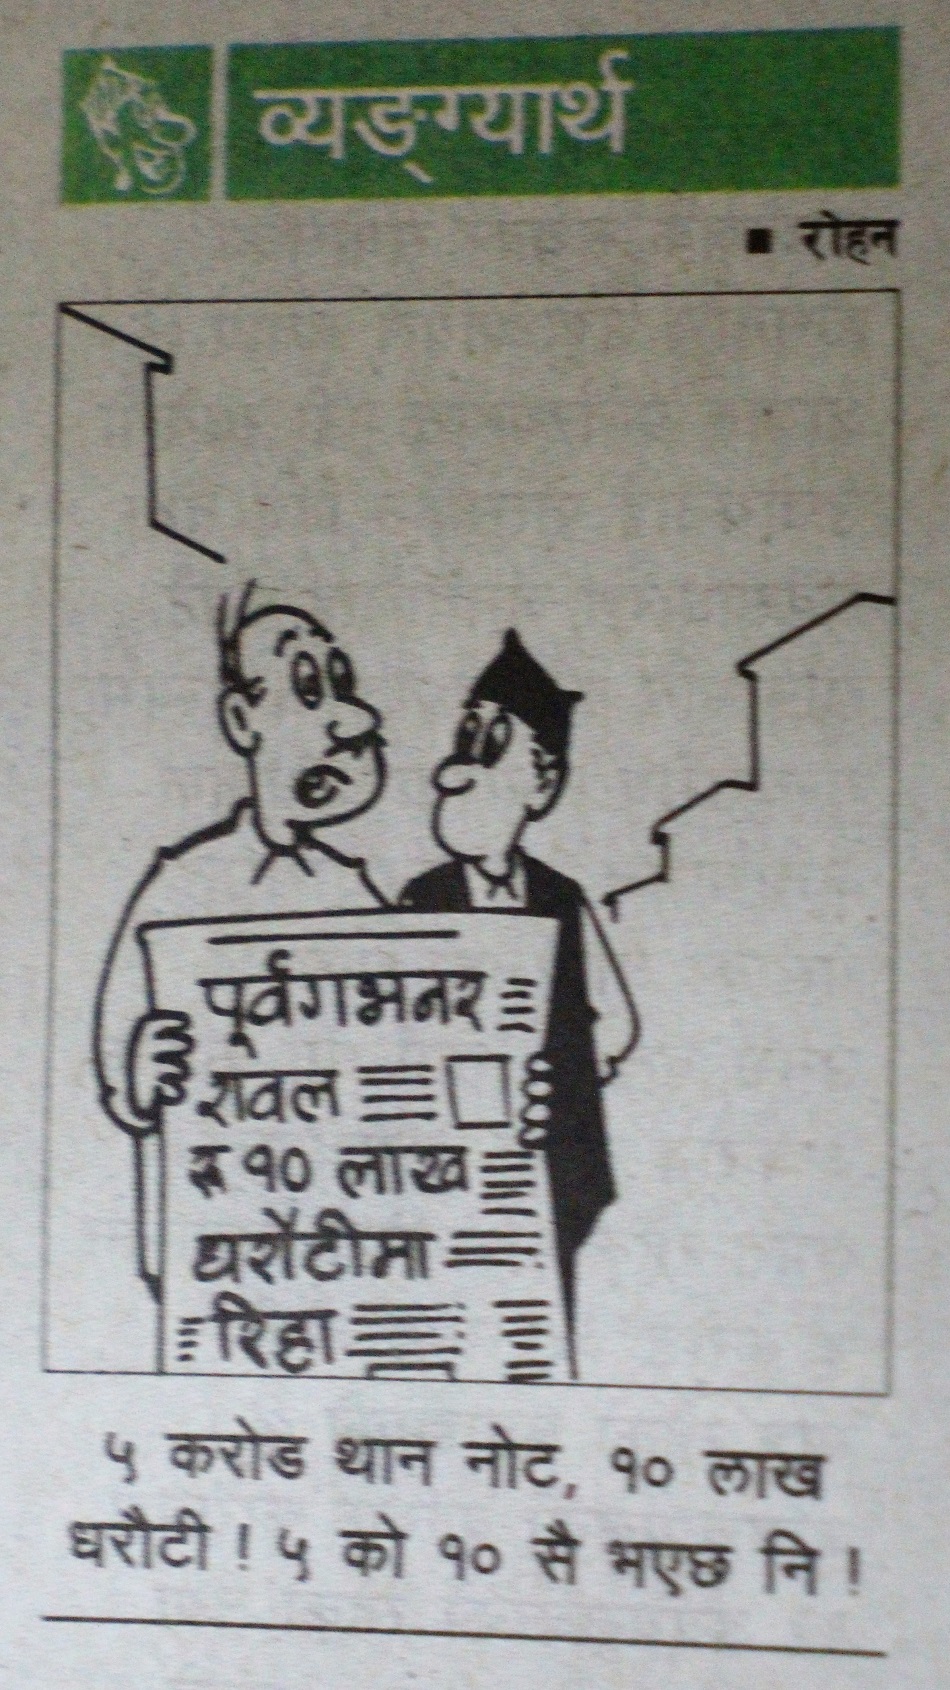 व्यङ्ग्यार्थ
■ रोहन
पूर्वगभनर
रावल
रु १० लाख
धरौटीमा
रिहा
५ करोड थान नोट, १० लाख
धरौटी ! ५ को १० सै भएछ नि !